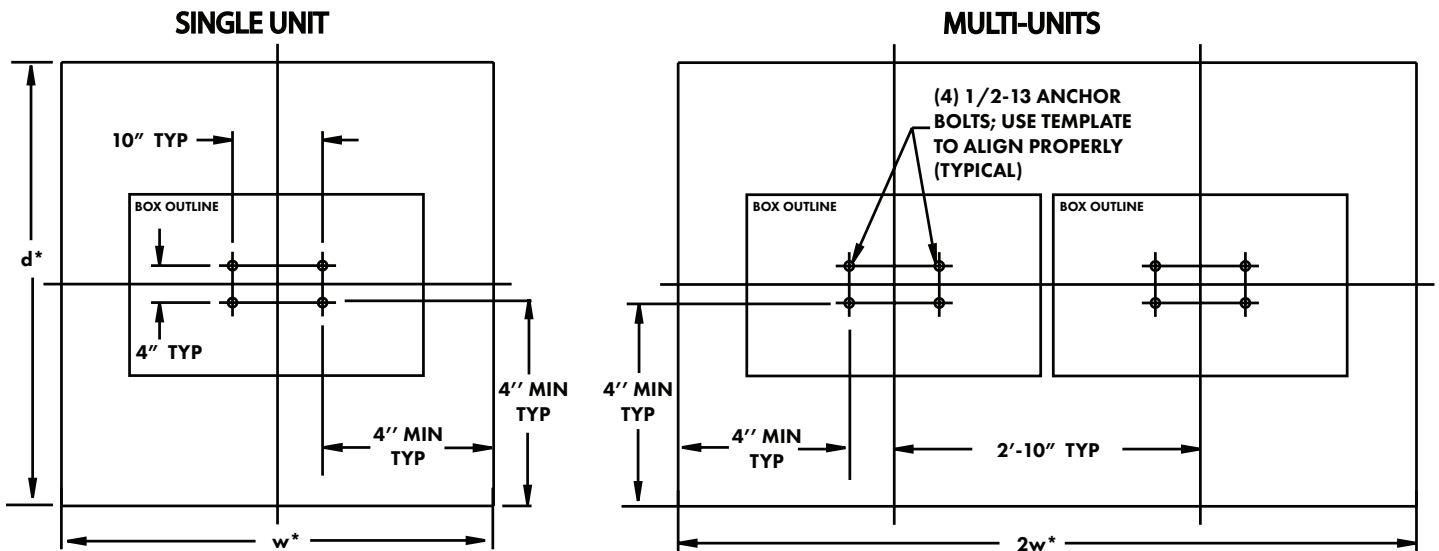 SINGLE UNIT
10” TYP
BOX OUTLINE
d*
4” TYP
4’’ MIN
TYP
4’’ MIN
TYP
w*
MULTI-UNITS
(4) 1/2-13 ANCHOR
BOLTS; USE TEMPLATE
TO ALIGN PROPERLY
(TYPICAL)
BOX OUTLINE
BOX OUTLINE
4’’ MIN
TYP
4’’ MIN
TYP
2’-10” TYP
2w*